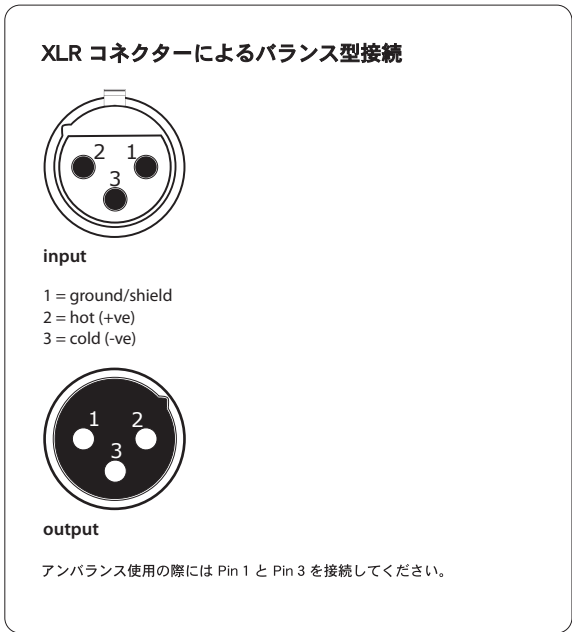 XLR コネクターによるバランス型接続
2 1
3
input
1 = ground/shield
2 = hot (+ve)
3 = cold (-ve)
1 2
3
output
アンバランス使用の際には Pin 1 と Pin 3 を接続してください。